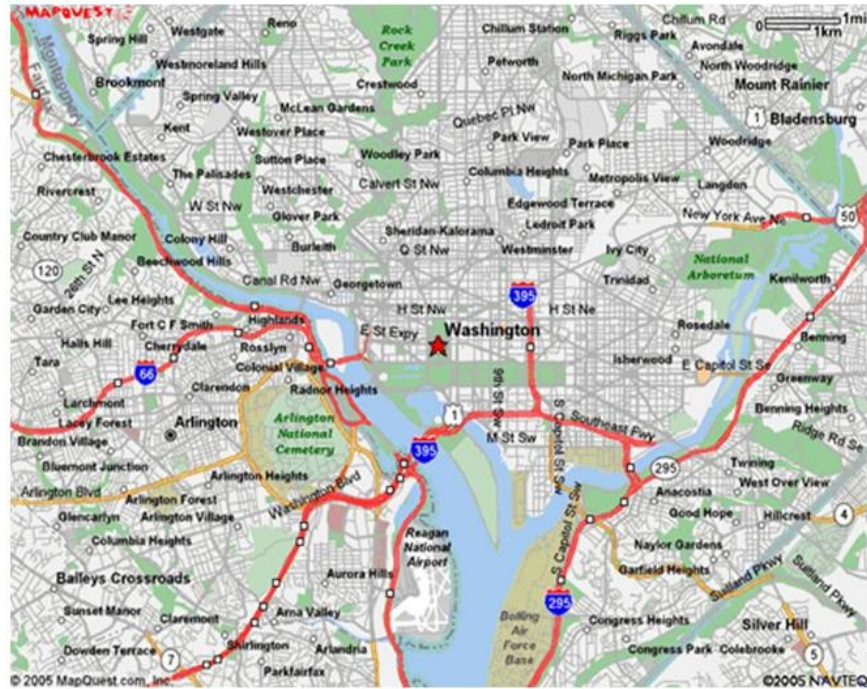 MAPQUEST
Westgate
Reno
Rock Creek Park
Chillum Station
Chillum Rd
0 1mi
1km
Spring Hill
Riggs Park
Avondale
Westmoreland Hills
Petworth
North Woodridge
Montgomery
Fairfax
Brookmont
Crestwood
North Michigan Park
Mount Rainier
Spring Valley
McLean Gardens
Quebec Pl Nw
1
Bladensburg
Kent
Westover Place
Park View
Park Place
Woodridge
Chesterbrook Estates
Sutton Place
Woodley Park
The Palisades
Calvert St Nw
Columbia Heights
Metropolis View
Langdon
Rivercrest
Westchester
Edgewood Terrace
W St Nw
Glover Park
Ledroit Park
New York Ave Ne
50
Country Club Manor
Colony Hill
Burleith
Sheridan-Kalorama
Q St Nw
Westminster
Ivy City
National Arboretum
26th St N
Beechwood Hills
120
Canal Rd Nw
Georgetown
Trinidad
Kenilworth
Garden City
Lee Heights
395
Fort C F Smith
Highlands
H St Nw
H St Ne
Halls Hill
Cherrydale
Rosslyn
E St Expy
Washington
Rosedale
Benning
Tara
66
Colonial Village
Isherwood
E Capitol St Se
Clarendon
Radnor Heights
9th St Sw
Greenway
Larchmont
Lacey Forest
Arlington
Arlington National Cemetery
1
S Capitol St Sw
Southeast Fwy
Benning Heights
Brandon Village
M St Sw
Ridge Rd Se
Bluemont Junction
395
295
Twining
Arlington Heights
Arlington Blvd
Arlington Forest
Washington Blvd
S Capitol St Sw
Anacostia
West Over View
Glencarlyn
Arlington Village
Good Hope
Hillcrest
4
Columbia Heights
Reagan National Airport
Naylor Gardens
Baileys Crossroads
Aurora Hills
Garfield Heights
Suitland Pkwy
Suitland Pkwy
Sunset Manor
Claremont
Arna Valley
295
Bolling Air Force Base
Congress Heights
Silver Hill
Dowden Terrace
7
Shirlington
Arlandria
Congress Park
Colebrooke
5
Parkfairfax
© 2005 MapQuest.com, Inc.
©2005 NAVTEQ